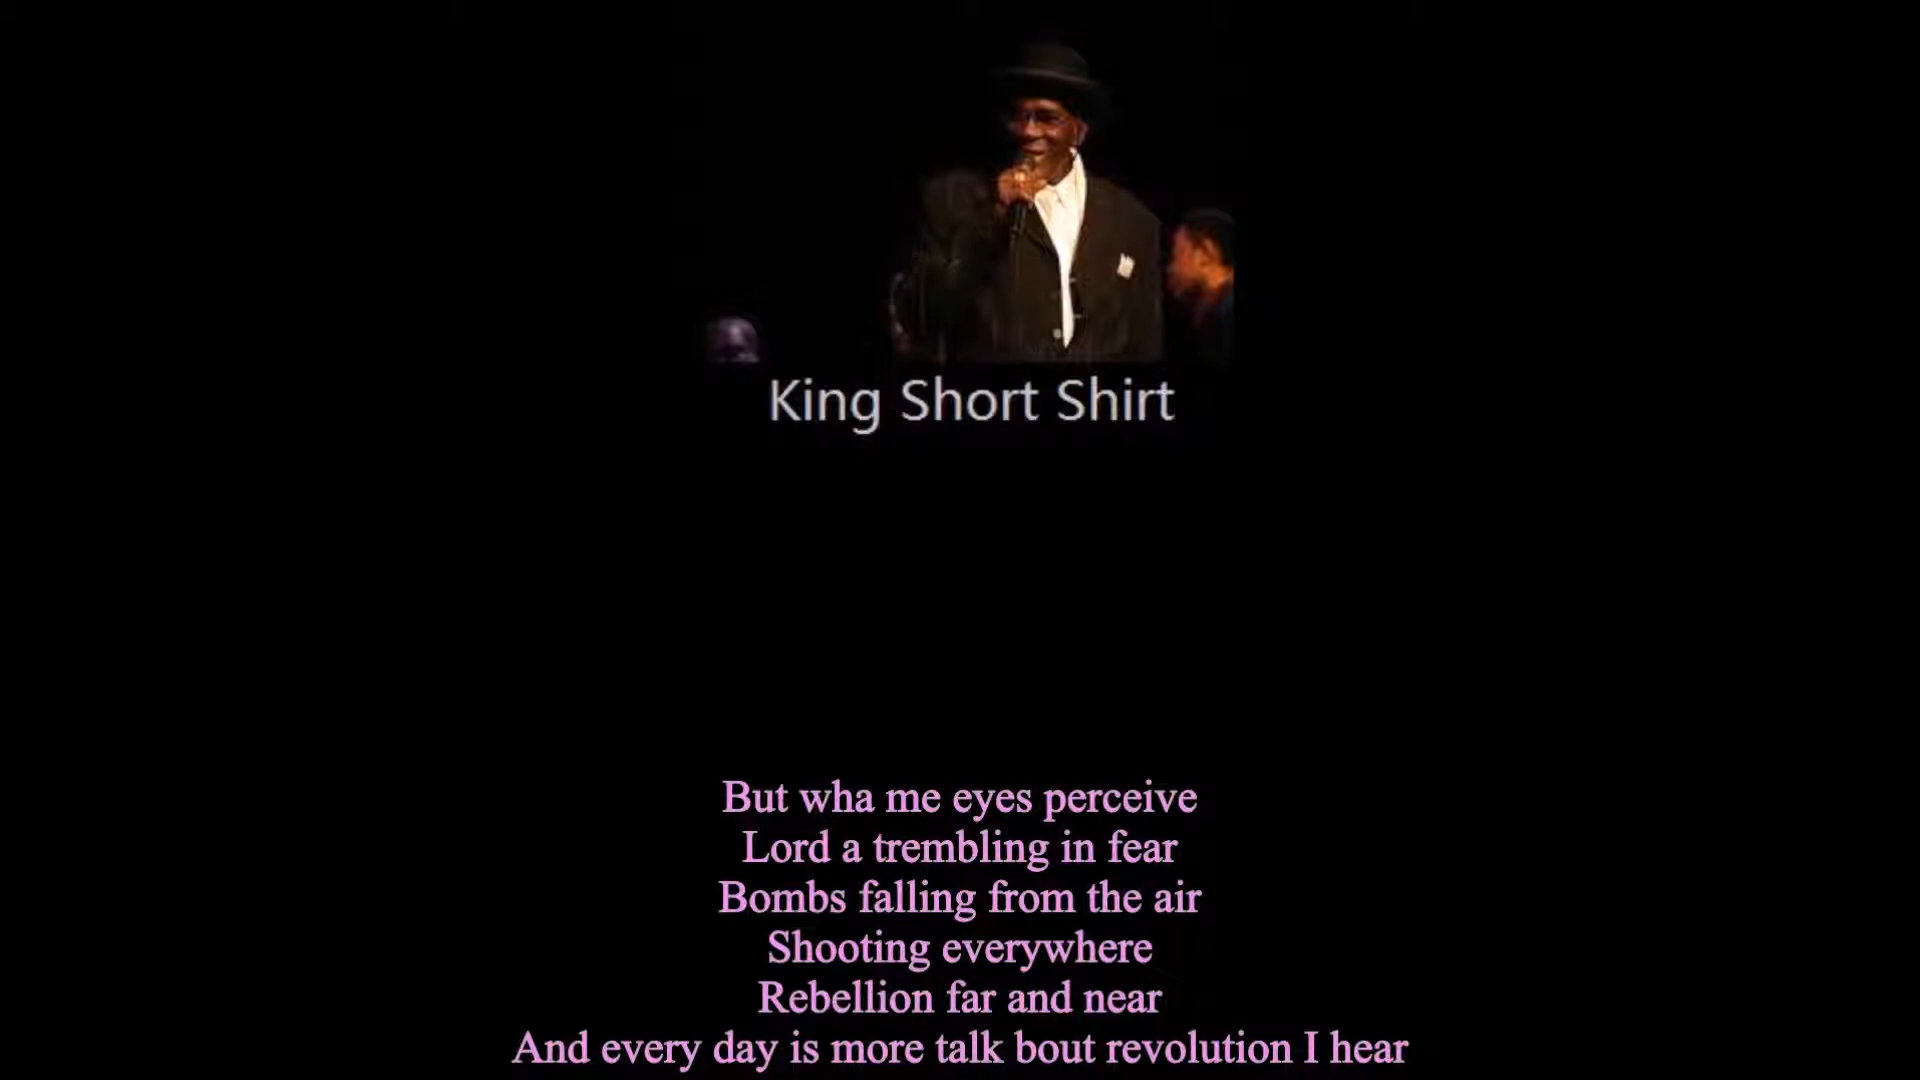 King Short Shirt
But wha me eyes perceive
Lord a trembling in fear
Bombs falling from the air
Shooting everywhere
Rebellion far and near
And every day is more talk bout revolution I hear